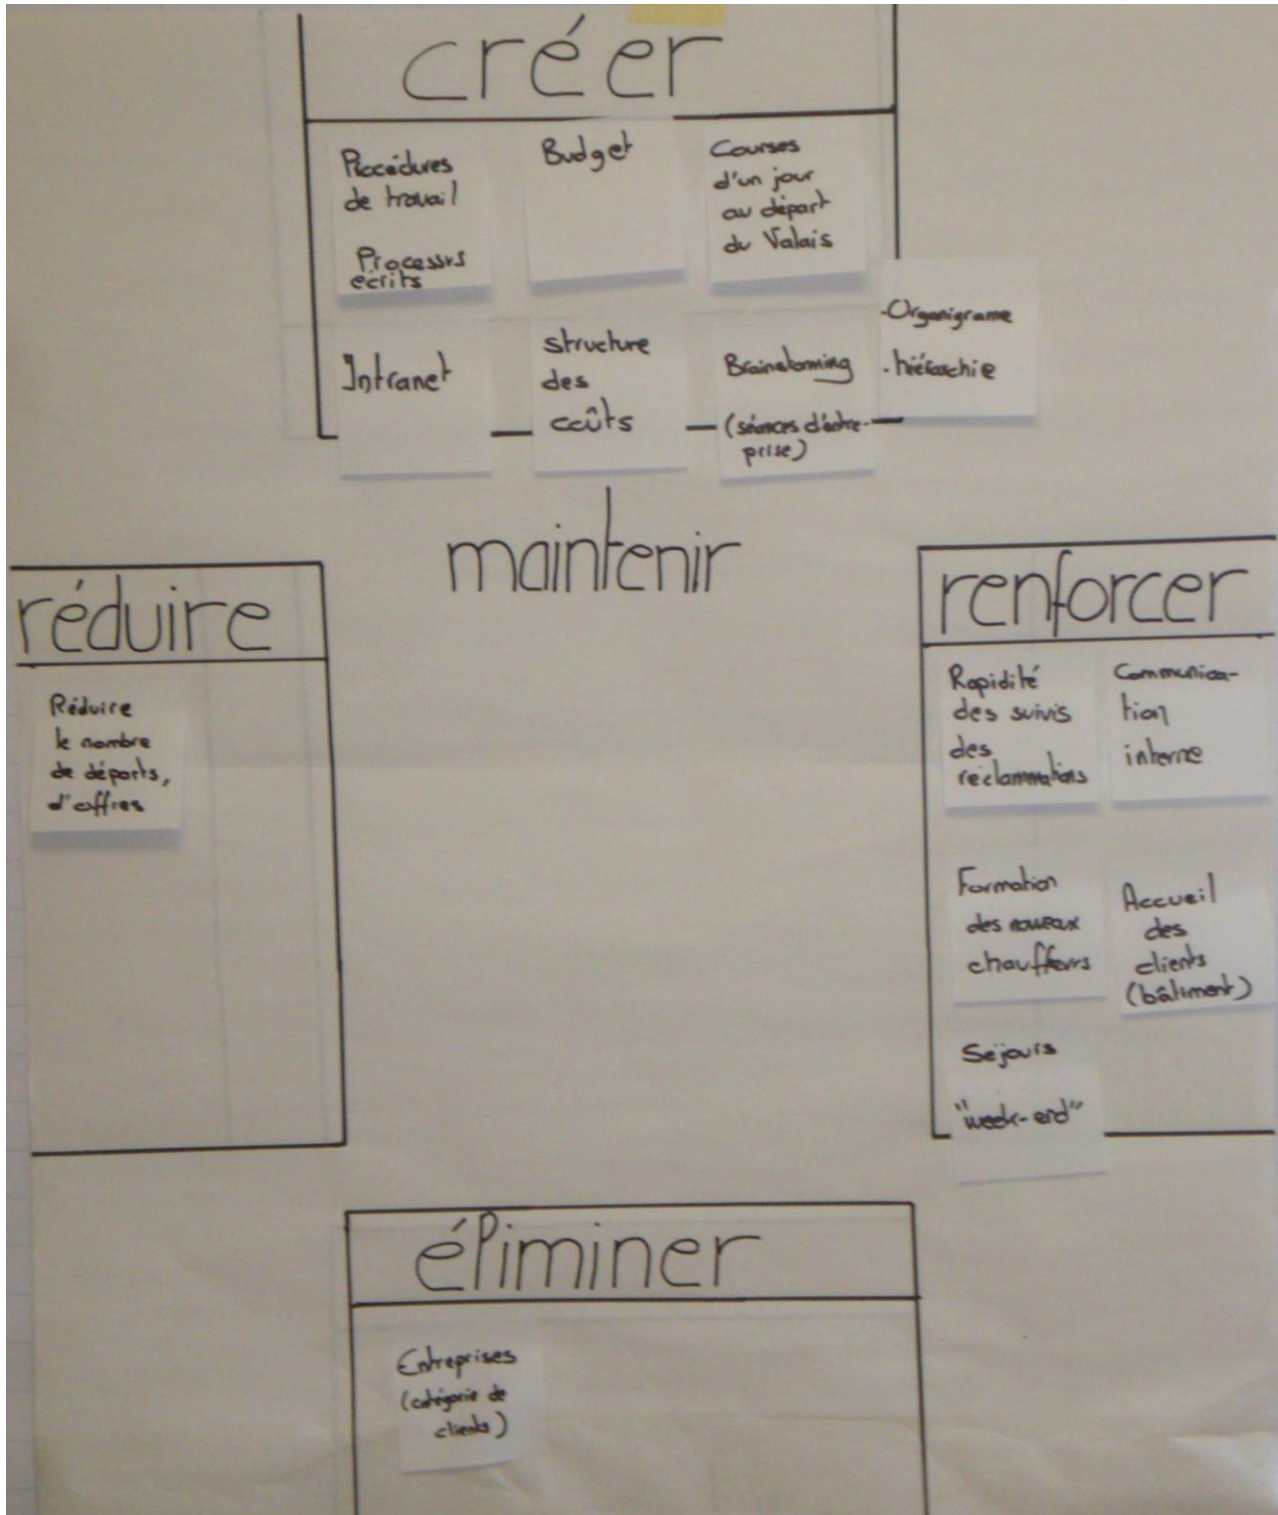 créer
Procédures
de travail
Processus
écrits
Budget
Courses
d'un jour
au départ
du Valais
Intranet
structure
des
coûts
Brainstorming
(séances d'entre-
prise)
-Organigrame
-hiérarchie
maintenir
réduire
Réduire
le nombre
de départs,
d'offres
renforcer
Rapidité
des suivis
des
réclammations
Communica-
tion
interne
Formation
des nouveaux
chauffeurs
Accueil
des
clients
(bâtiment)
Séjours
"week-end"
éliminer
Entreprises
(catégorie de
clients)